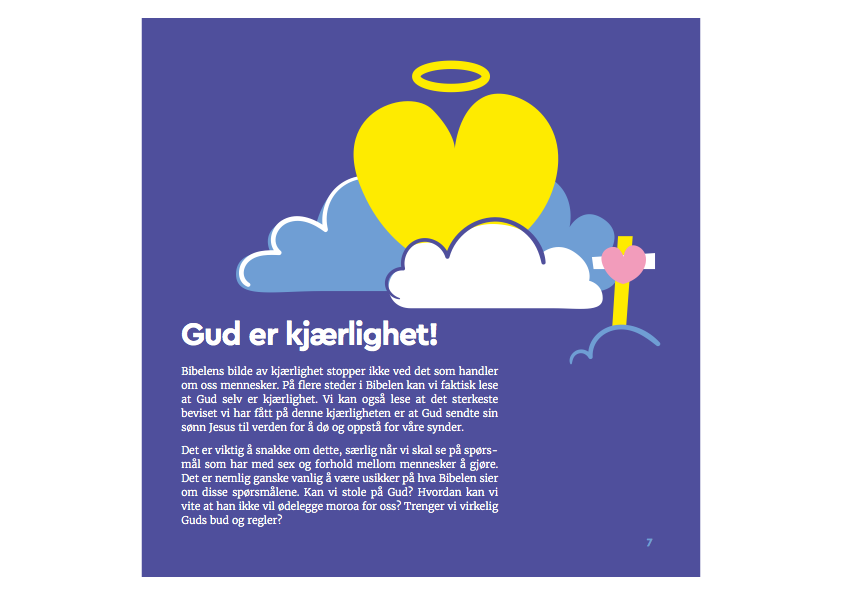 Gud er kjærlighet!
Bibelens bilde av kjærlighet stopper ikke ved det som handler
om oss mennesker. På flere steder i Bibelen kan vi faktisk lese
at Gud selv er kjærlighet. Vi kan også lese at det sterkeste
beviset vi har fått på denne kjærligheten er at Gud sendte sin
sønn Jesus til verden for å dø og oppstå for våre synder.
Det er viktig å snakke om dette, særlig når vi skal se på spørs-
mål som har med sex og forhold mellom mennesker å gjøre.
Det er nemlig ganske vanlig å være usikker på hva Bibelen sier
om disse spørsmålene. Kan vi stole på Gud? Hvordan kan vi
vite at han ikke vil ødelegge moroa for oss? Trenger vi virkelig
Guds bud og regler?
7